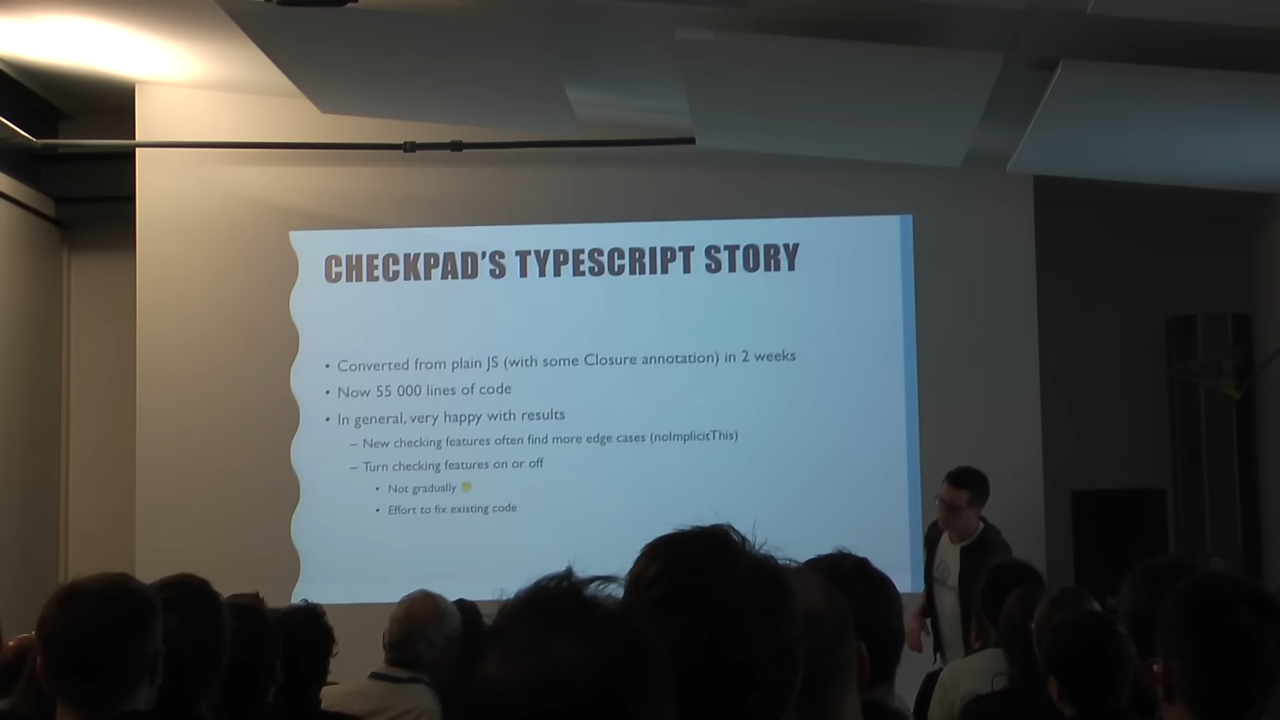 CHECKPAD'S TYPESCRIPT STORY
• Converted from plain JS (with some Closure annotation) in 2 weeks
• Now 55 000 lines of code
• In general, very happy with results
– New checking features often find more edge cases (noImplicitThis)
– Turn checking features on or off
• Not gradually 🙁
• Effort to fix existing code